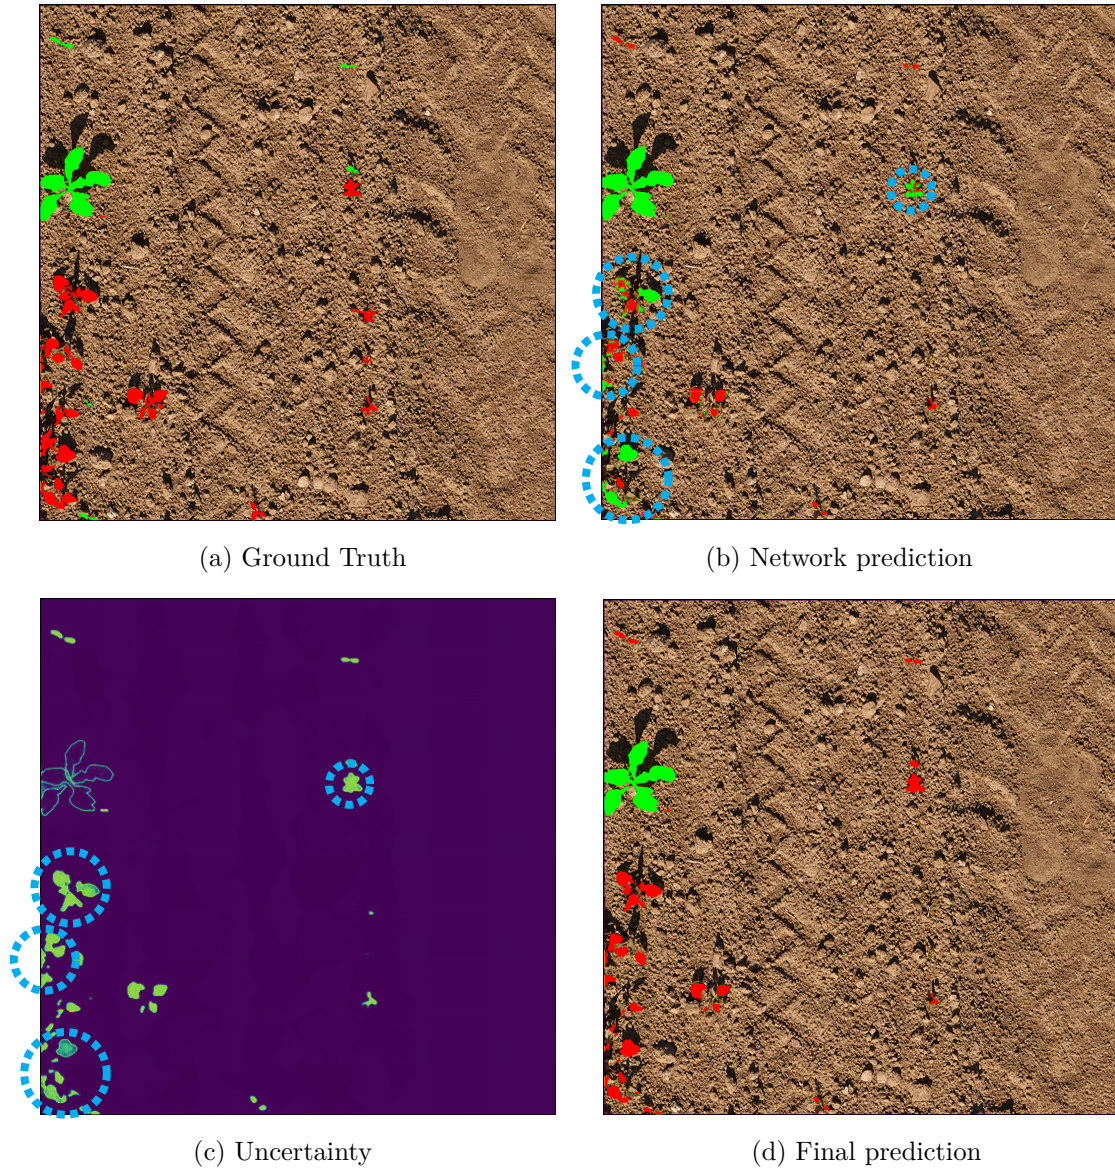 (a) Ground Truth
(b) Network prediction
(c) Uncertainty
(d) Final prediction